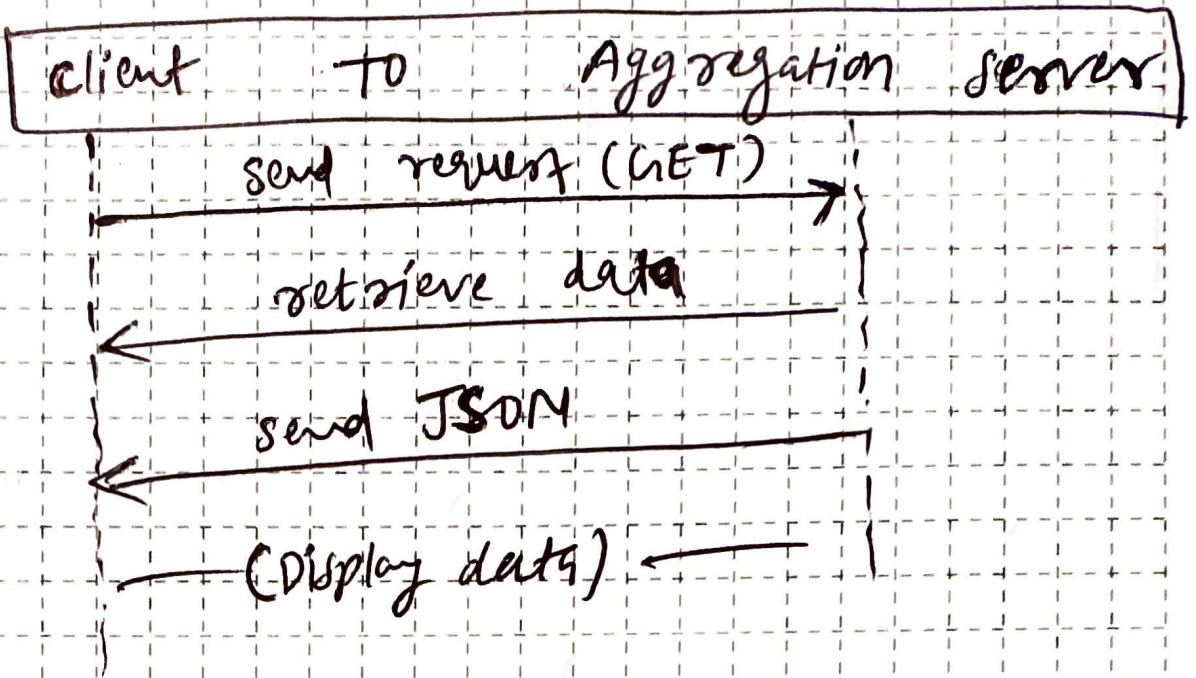 Client to Aggregation server
send request (GET)
retrieve data
send JSON
(Display data)